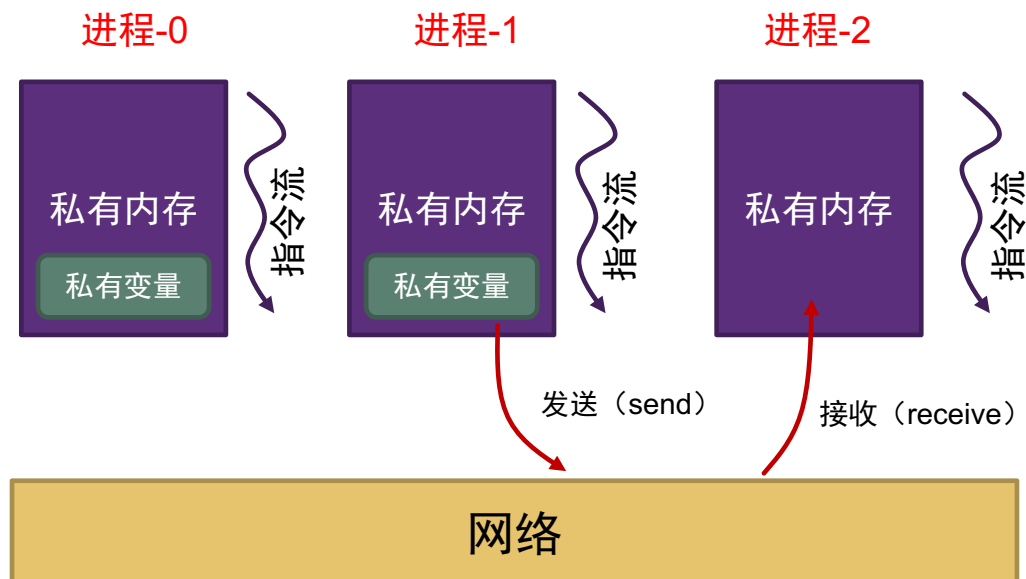 进程-0
进程-1
进程-2
私有内存
私有变量
指令流
私有内存
私有变量
指令流
私有内存
指令流
发送（send）
接收（receive）
网络